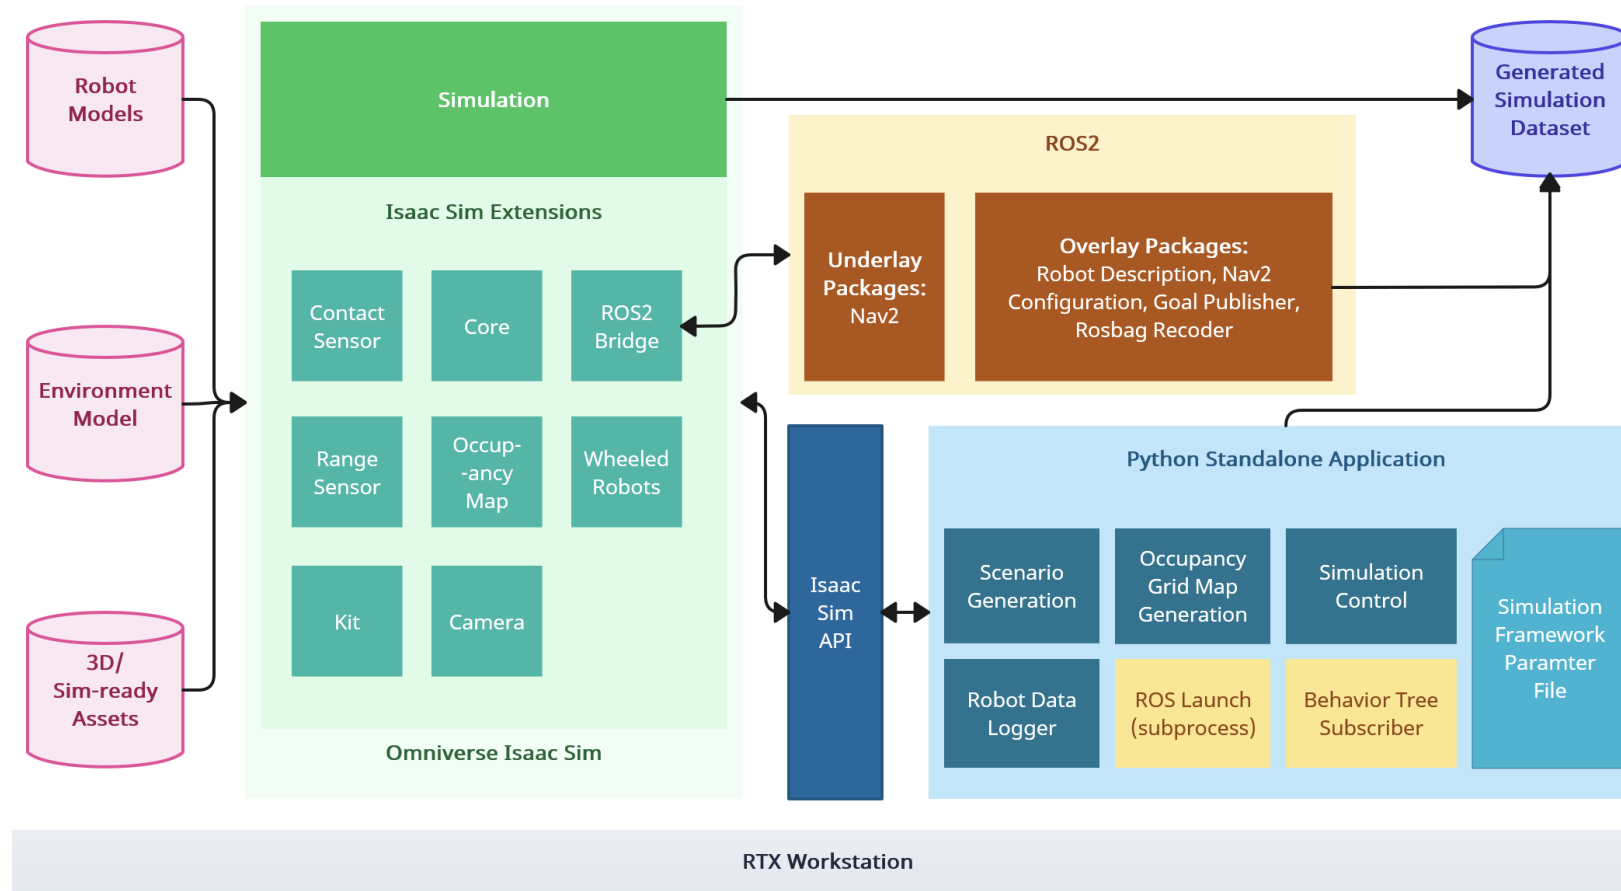 Robot
Models
Environment
Model
3D/
Sim-ready
Assets
Simulation
Isaac Sim Extensions
Contact
Sensor
Core
ROS2
Bridge
Range
Sensor
Occup-
-ancy
Map
Wheeled
Robots
Kit
Camera
Omniverse Isaac Sim
ROS2
Underlay
Packages:
Nav2
Overlay Packages:
Robot Description, Nav2
Configuration, Goal Publisher,
Rosbag Recoder
Generated
Simulation
Dataset
Isaac
Sim
API
Python Standalone Application
Scenario
Generation
Occupancy
Grid Map
Generation
Simulation
Control
Robot Data
Logger
ROS Launch
(subprocess)
Behavior Tree
Subscriber
Simulation
Framework
Paramter
File
RTX Workstation